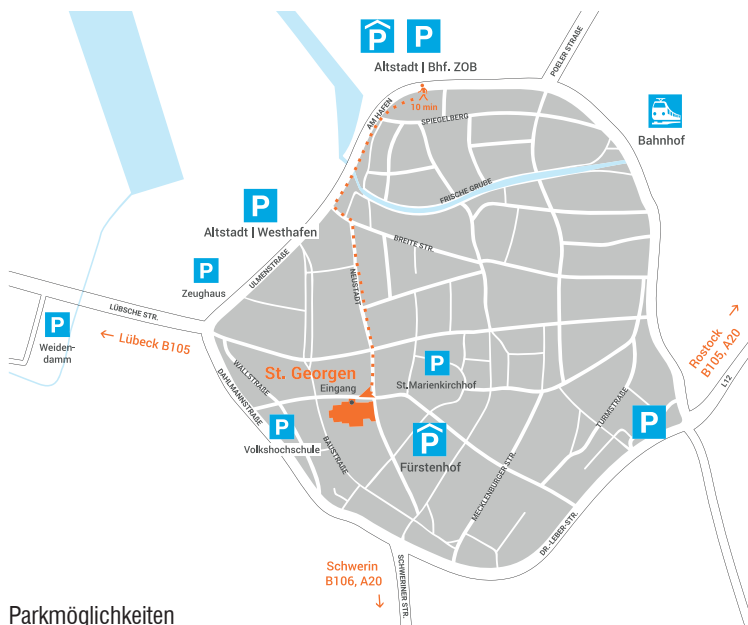 P
P
Altstadt | Bhf. ZOB
POELER STRAßE
AM HAFEN
10 min
SPIEGELBERG
Bahnhof
FRISCHE GRUBE
P
Altstadt | Westhafen
BREITE STR.
P
Zeughaus
ULMENSTRAßE
NEUSTADT
LÜBSCHE STR.
P
Weiden-
damm
← Lübeck B105
Rostock
B105, A20
→
L12
WALLSTRAßE
DAHLMANNSTRAßE
St. Georgen
Eingang
P
St.Marienkirchhof
TURMSTRAßE
P
P
Volkshochschule
BAUSTRAßE
P
Fürstenhof
MECKLENBURGER STR.
DR.-LEBER-STR.
Schwerin
B106, A20
↓
SCHWERINER STR.
Parkmöglichkeiten